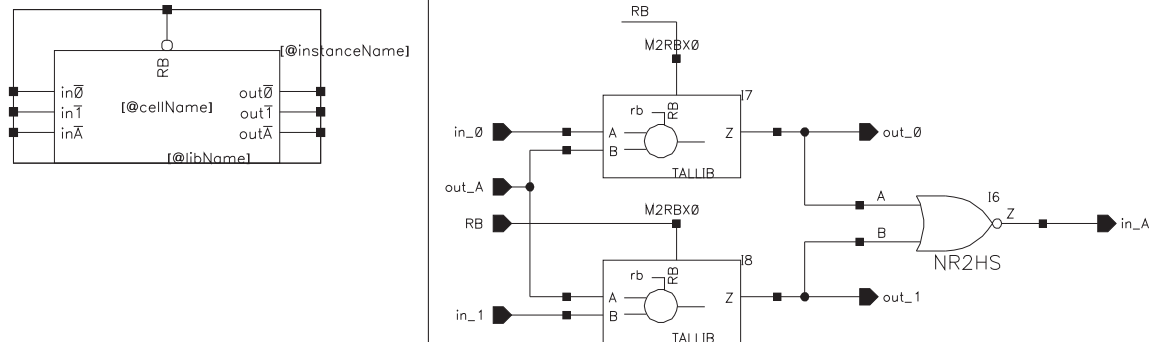 [@instanceName]
RB
in0
in1
inA
[@cellName]
out0
out1
outA
[@libName]
RB
M2RBX0
I7
rb
RB
in_0
A
B
Z
out_0
TALLIB
out_A
RB
M2RBX0
I8
rb
RB
A
B
Z
in_1
out_1
TALLIB
A
B
I6
Z
in_A
NR2HS